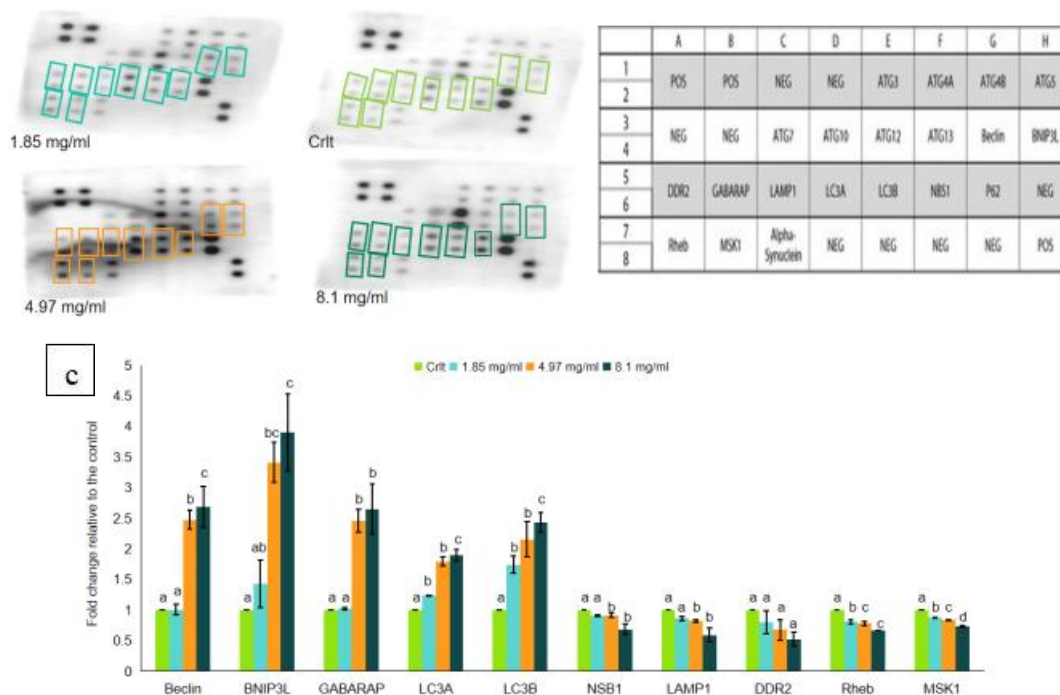 1.85 mg/ml
Crlt
4.97 mg/ml
8.1 mg/ml
A B C D E F G H
1 2 POS POS NEG NEG ATG3 ATG4A ATG4B ATG5
3 4 NEG NEG ATG7 ATG10 ATG12 ATG13 Beclin BNIP3L
5 6 DDR2 GABARAP LAMP1 LC3A LC3B NBS1 P62 NEG
7 8 Rheb MSK1 Alpha-Synuclein NEG NEG NEG NEG POS
c
Crlt 1.85 mg/ml 4.97 mg/ml 8.1 mg/ml
Fold change relative to the control
5
4.5
4
3.5
3
2.5
2
1.5
1
0.5
0
a a b c
a ab bc c
a a b b
a b b c
a b b c
a a b b
a a b b
a a a a
a b c c
a b c d
Beclin BNIP3L GABARAP LC3A LC3B NSB1 LAMP1 DDR2 Rheb MSK1